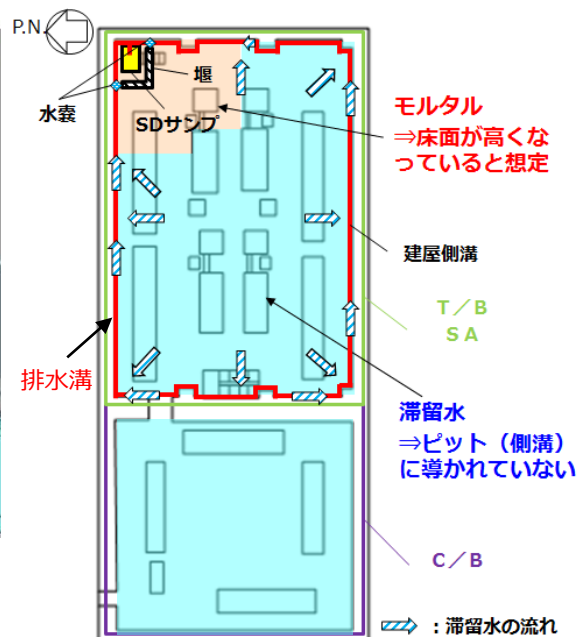 P.N.
水嚢
堰
SDサンプ
モルタル
⇒床面が高くな
っていると想定
建屋側溝
T/B
SA
排水溝
滞留水
⇒ピット（側溝）
に導かれていない
C/B
：滞留水の流れ